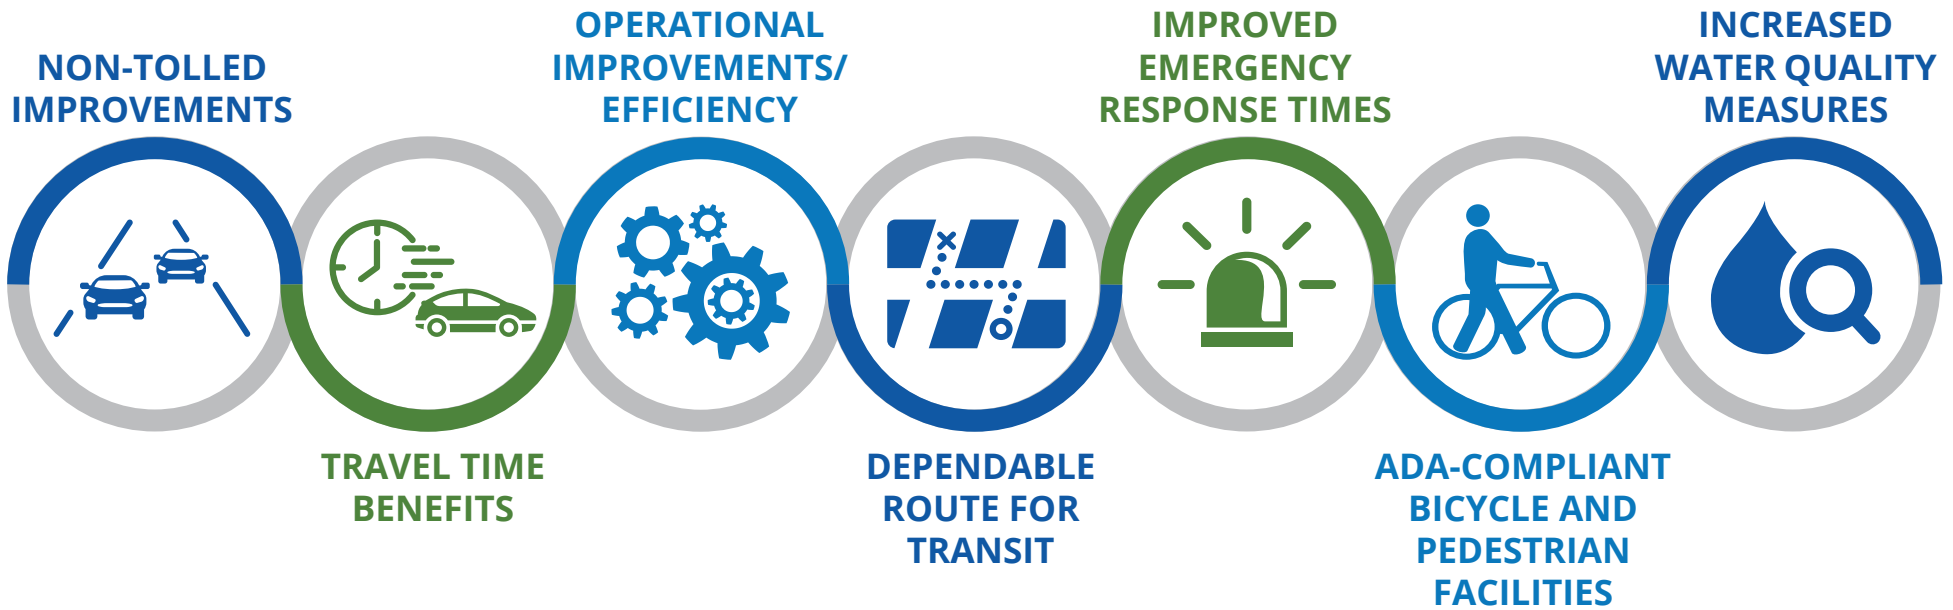 NON-TOLLED
IMPROVEMENTS
TRAVEL TIME
BENEFITS
OPERATIONAL
IMPROVEMENTS/
EFFICIENCY
DEPENDABLE
ROUTE FOR
TRANSIT
IMPROVED
EMERGENCY
RESPONSE TIMES
ADA-COMPLIANT
BICYCLE AND
PEDESTRIAN
FACILITIES
INCREASED
WATER QUALITY
MEASURES